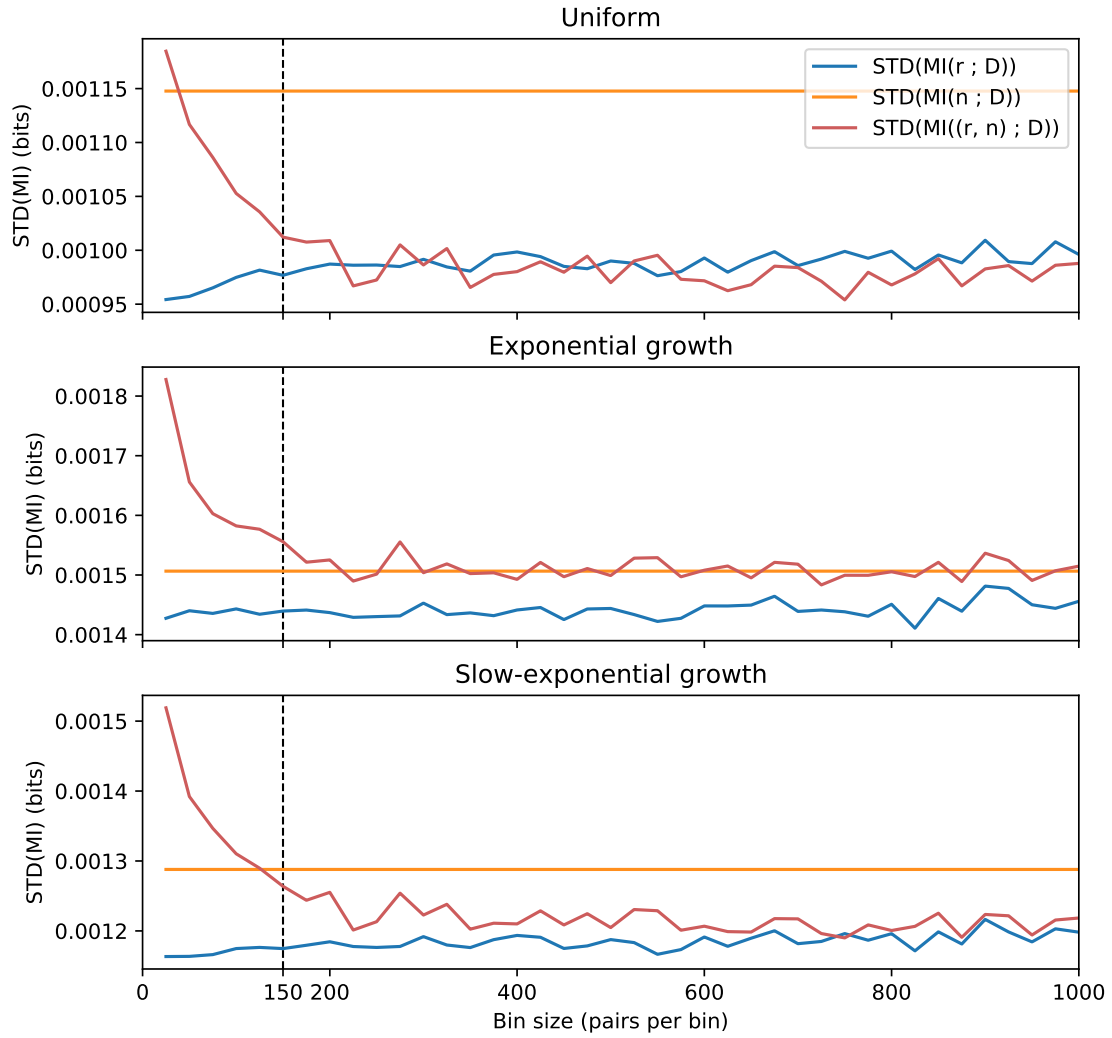 Uniform
STD(MI) (bits)
0.00115
0.00110
0.00105
0.00100
0.00095
STD(MI(r ; D))
STD(MI(n ; D))
STD(MI((r, n) ; D))
Exponential growth
STD(MI) (bits)
0.0018
0.0017
0.0016
0.0015
0.0014
Slow-exponential growth
STD(MI) (bits)
0.0015
0.0014
0.0013
0.0012
0 150 200 400 600 800 1000
Bin size (pairs per bin)